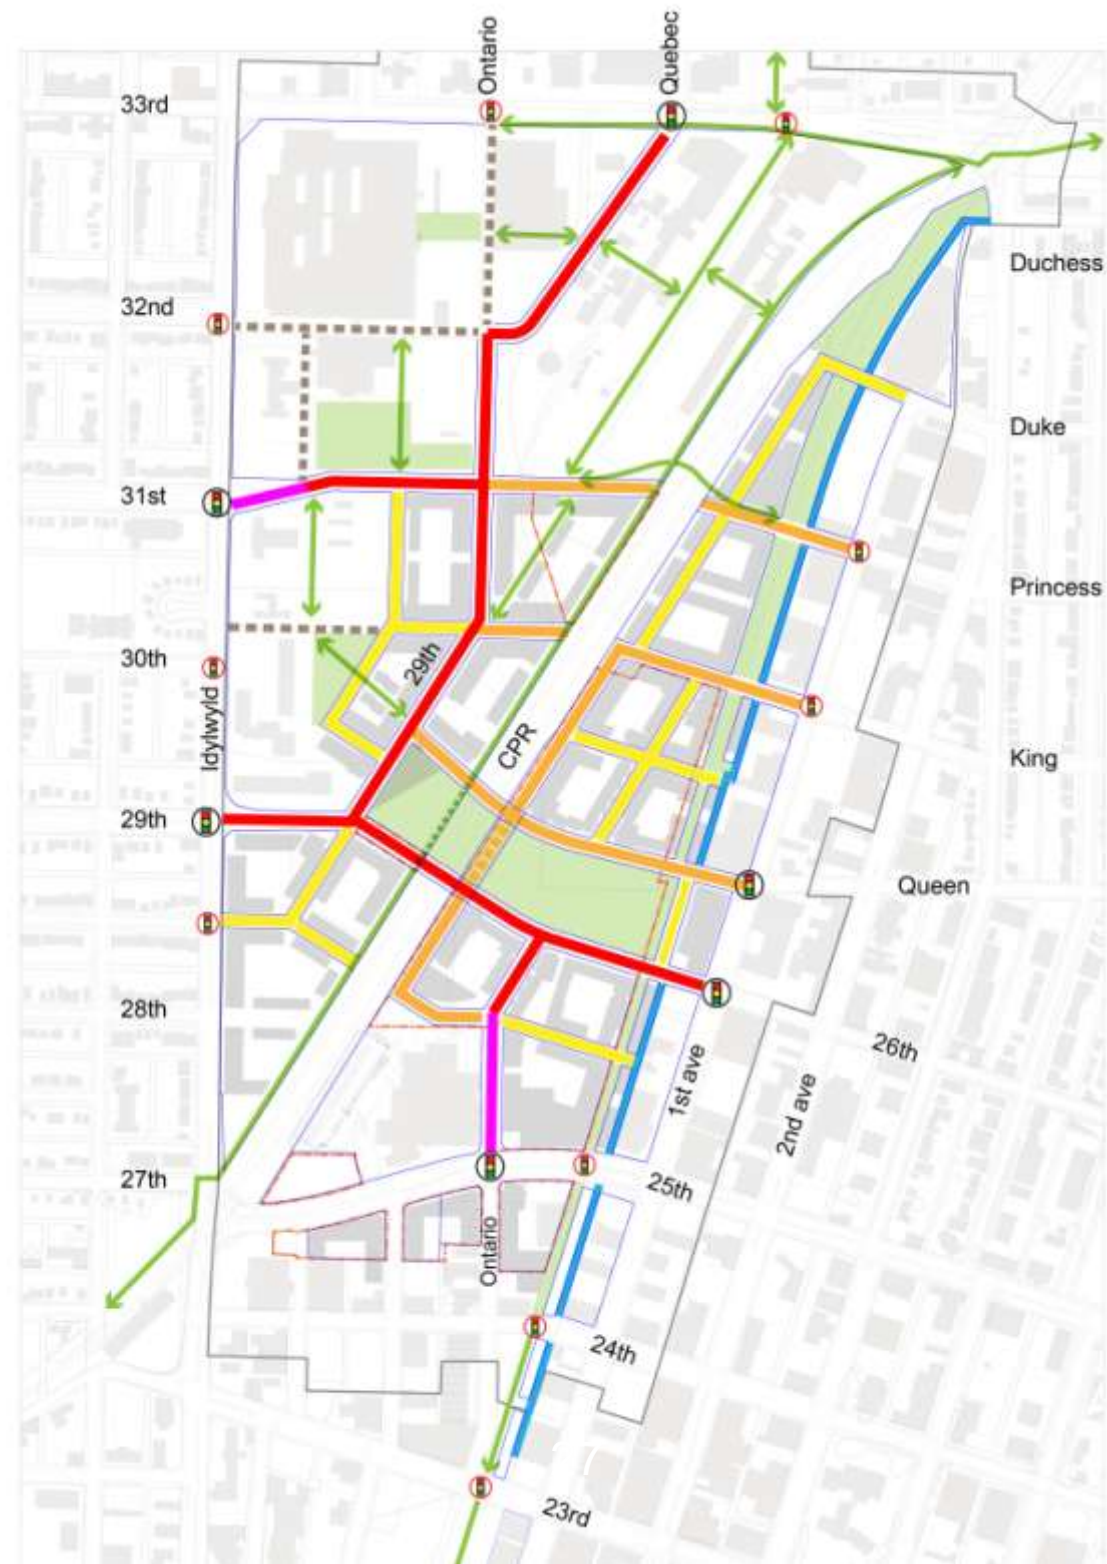 Ontario
Quebec
33rd
Duchess
32nd
Duke
31st
Princess
30th
29th
Idylwyld
CPR
King
29th
Queen
28th
26th
1st ave
2nd ave
27th
25th
Ontario
24th
23rd